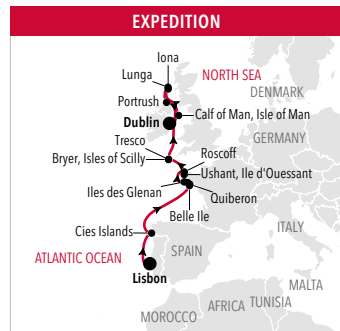 EXPEDITION
Iona
Lunga
NORTH SEA
DENMARK
Portrush
Calf of Man, Isle of Man
Dublin
GERMANY
Tresco
Roscoff
Bryer, Isles of Scilly
Ushant, Ile d'Ouessant
Iles des Glenan
Quiberon
Belle Ile
Cies Islands
ITALY
SPAIN
ATLANTIC OCEAN
Lisbon
MALTA
AFRICA
TUNISIA
MOROCCO